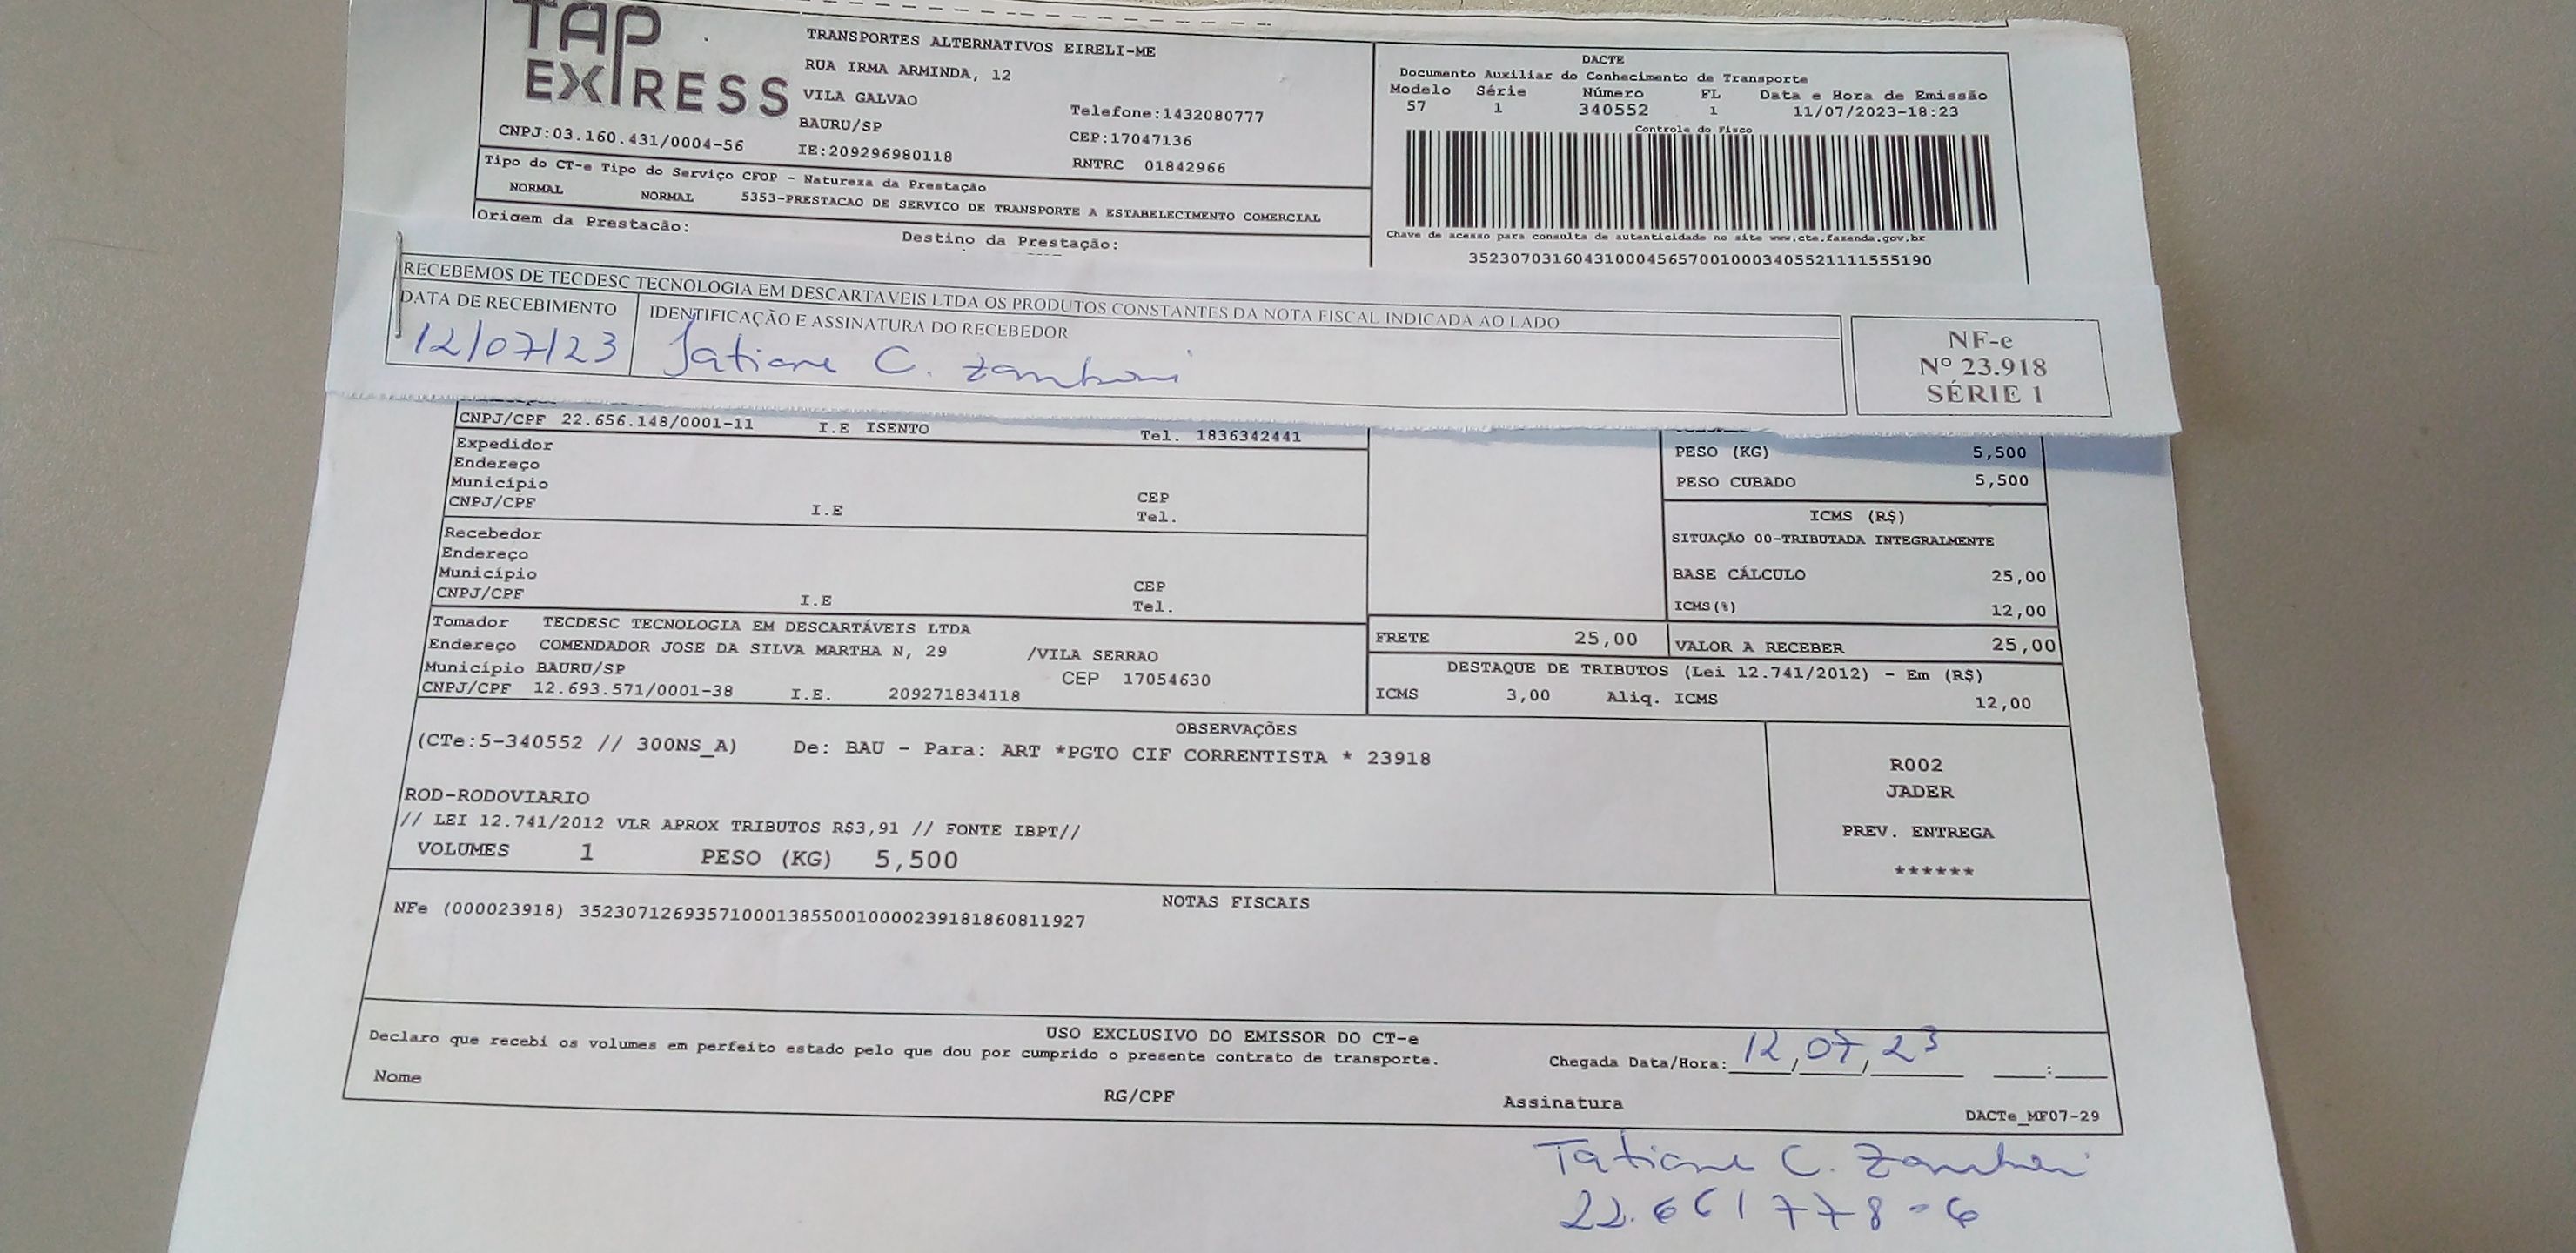 TAP
EXPRESS
TRANSPORTES ALTERNATIVOS EIRELI-ME
RUA IRMA ARMINDA, 12
VILA GALVAO
BAURU/SP
Telefone:1432080777
CEP:17047136
CNPJ:03.160.431/0004-56
IE:209296980118
RNTRC 01842966
Tipo do CT-e Tipo do Serviço CFOP - Natureza da Prestação
NORMAL NORMAL 5353-PRESTACAO DE SERVICO DE TRANSPORTE A ESTABELECIMENTO COMERCIAL
Origem da Prestacão:
Destino da Prestação:
DACTE
Documento Auxiliar do Conhecimento de Transporte
Modelo Série Número FL Data e Hora de Emissão
57 1 340552 1 11/07/2023-18:23
Controle do Fisco
Chave de acesso para consulta de autenticidade no site www.cte.fazenda.gov.br
35230703160431000456570010003405521111555190
RECEBEMOS DE TECDESC TECNOLOGIA EM DESCARTAVEIS LTDA OS PRODUTOS CONSTANTES DA NOTA FISCAL INDICADA AO LADO
DATA DE RECEBIMENTO
12/07/23
IDENTIFICAÇÃO E ASSINATURA DO RECEBEDOR
Tatiane C. Zamboni
NF-e
Nº 23.918
SÉRIE 1
CNPJ/CPF 22.656.148/0001-11 I.E ISENTO Tel. 1836342441
Expedidor
Endereço
Município CEP
CNPJ/CPF I.E Tel.
Recebedor
Endereço
Município CEP
CNPJ/CPF I.E Tel.
Tomador TECDESC TECNOLOGIA EM DESCARTÁVEIS LTDA
Endereço COMENDADOR JOSE DA SILVA MARTHA N, 29 /VILA SERRAO
Município BAURU/SP CEP 17054630
CNPJ/CPF 12.693.571/0001-38 I.E. 209271834118
PESO (KG) 5,500
PESO CUBADO 5,500
ICMS (R$)
SITUAÇÃO 00-TRIBUTADA INTEGRALMENTE
BASE CÁLCULO 25,00
ICMS(%) 12,00
FRETE 25,00 VALOR A RECEBER 25,00
DESTAQUE DE TRIBUTOS (Lei 12.741/2012) - Em (R$)
ICMS 3,00 Aliq. ICMS 12,00
OBSERVAÇÕES
(CTe:5-340552 // 300NS_A) De: BAU - Para: ART *PGTO CIF CORRENTISTA * 23918
ROD-RODOVIARIO
// LEI 12.741/2012 VLR APROX TRIBUTOS R$3,91 // FONTE IBPT//
VOLUMES 1 PESO (KG) 5,500
R002
JADER
PREV. ENTREGA
******
NOTAS FISCAIS
NFe (000023918) 35230712693571000138550010000239181860811927
USO EXCLUSIVO DO EMISSOR DO CT-e
Declaro que recebi os volumes em perfeito estado pelo que dou por cumprido o presente contrato de transporte.
Chegada Data/Hora: 12/07/23 :
Nome RG/CPF Assinatura
DACTe_MF07-29
Tatiane C. Zamboni
22.661778-6